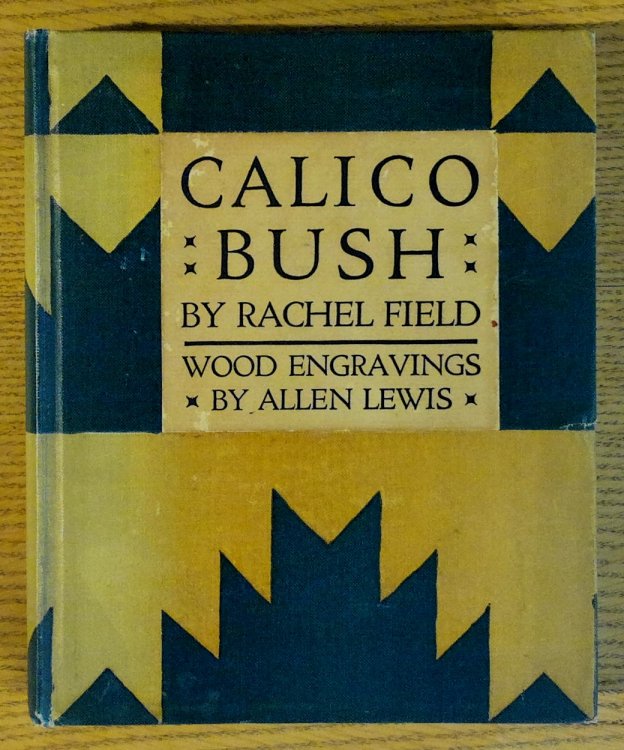 CALICO
BUSH
BY RACHEL FIELD
WOOD ENGRAVINGS
BY ALLEN LEWIS